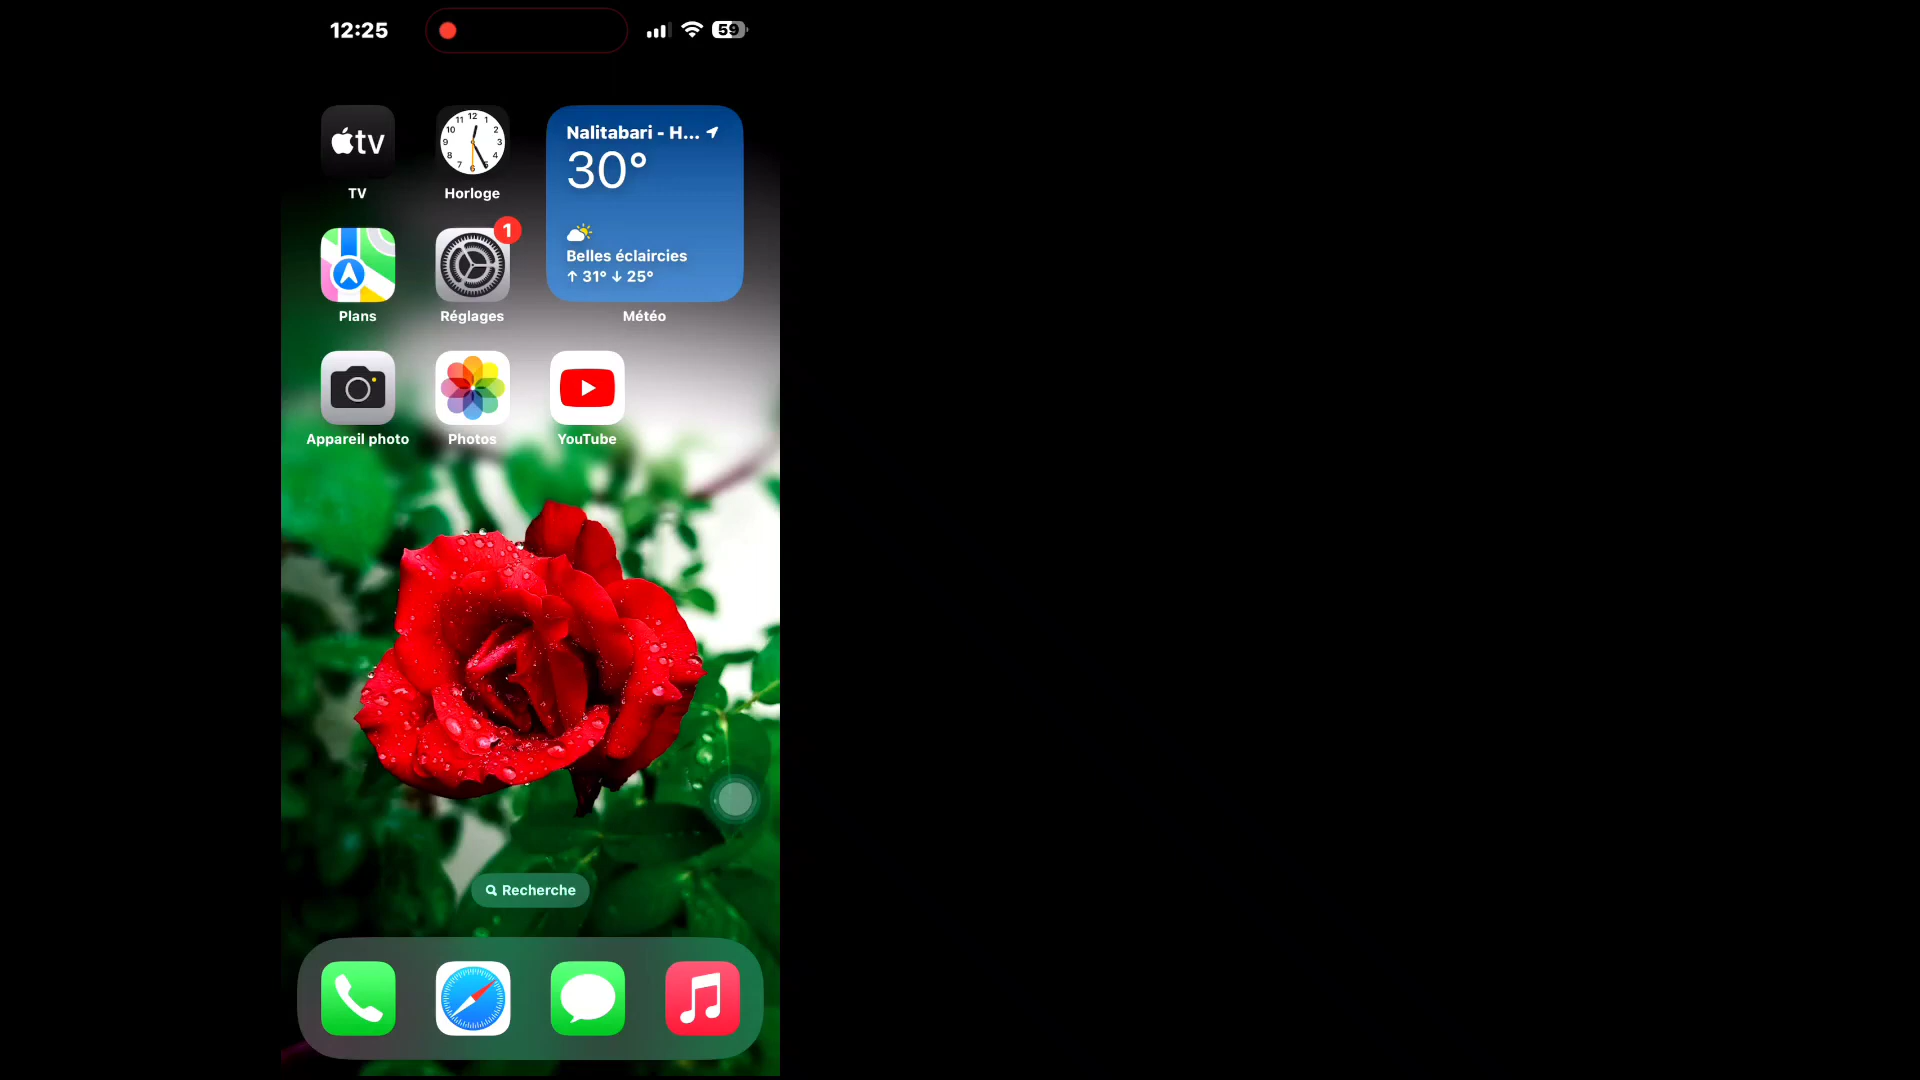 12:25
59
tv
TV
Horloge
Nalitabari - H...
30°
Belles éclaircies
↑ 31° ↓ 25°
Météo
Plans
1
Réglages
Appareil photo
Photos
YouTube
Recherche